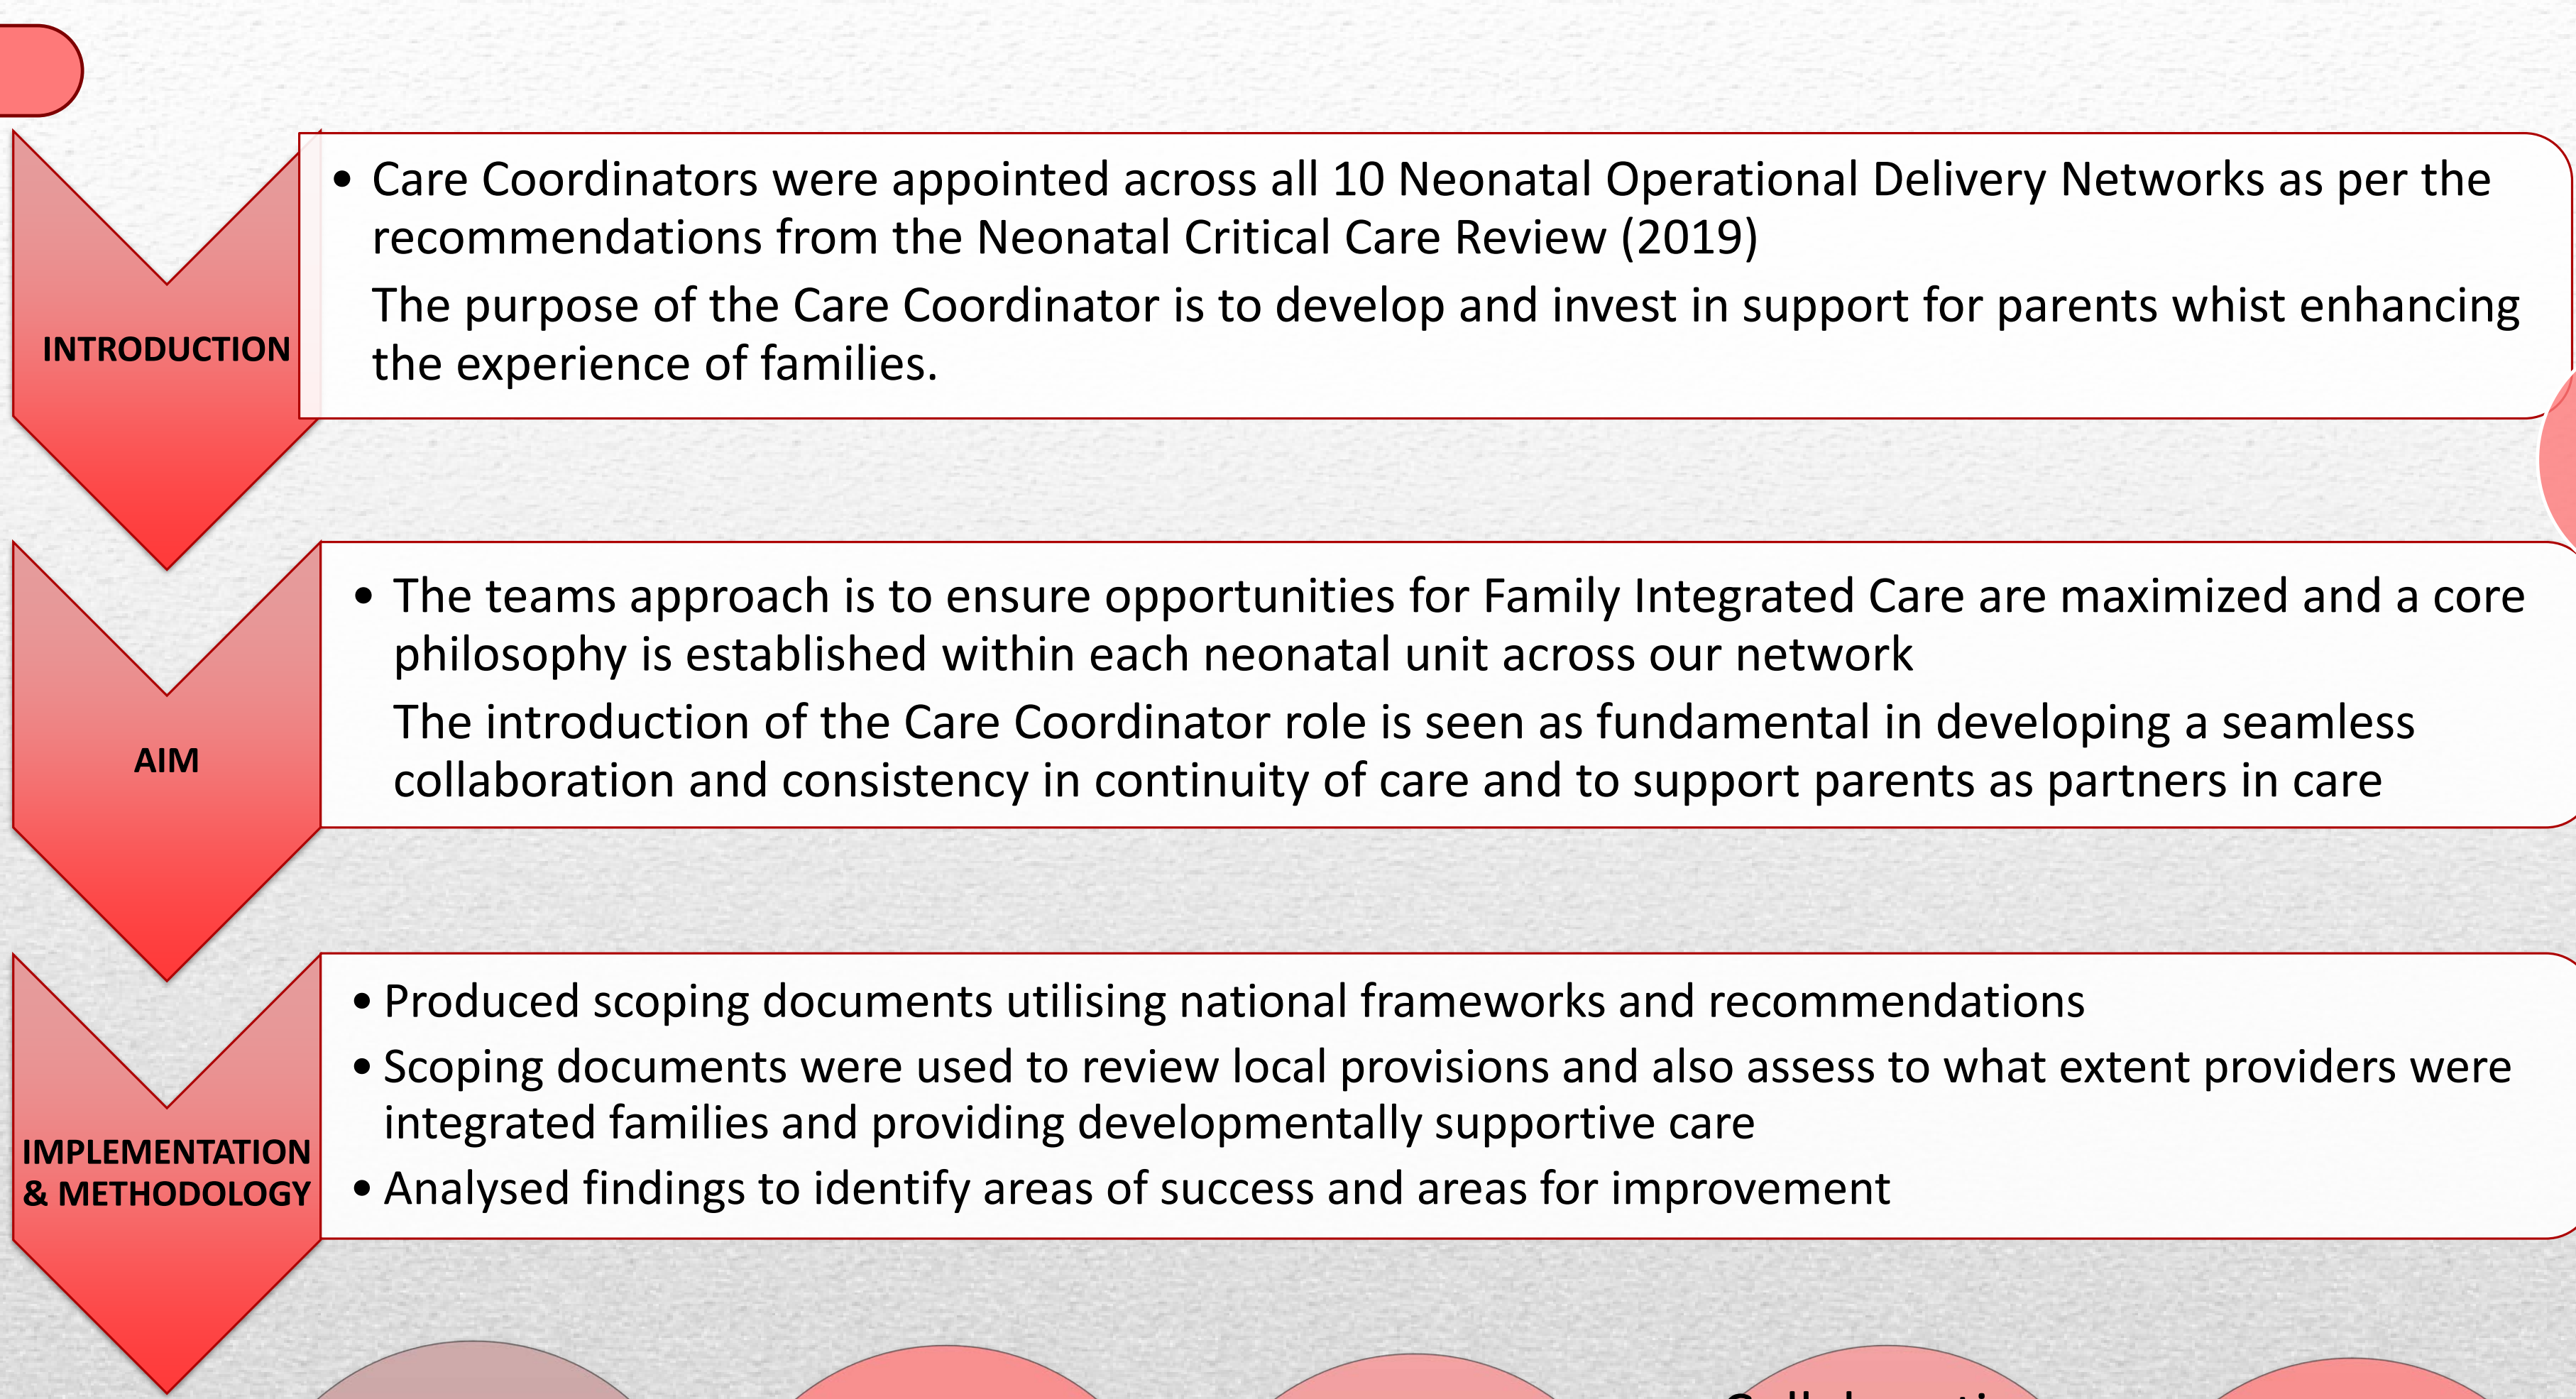 INTRODUCTION
• Care Coordinators were appointed across all 10 Neonatal Operational Delivery Networks as per the
recommendations from the Neonatal Critical Care Review (2019)
The purpose of the Care Coordinator is to develop and invest in support for parents whist enhancing
the experience of families.
AIM
• The teams approach is to ensure opportunities for Family Integrated Care are maximized and a core
philosophy is established within each neonatal unit across our network
The introduction of the Care Coordinator role is seen as fundamental in developing a seamless
collaboration and consistency in continuity of care and to support parents as partners in care
IMPLEMENTATION
& METHODOLOGY
• Produced scoping documents utilising national frameworks and recommendations
• Scoping documents were used to review local provisions and also assess to what extent providers were
integrated families and providing developmentally supportive care
• Analysed findings to identify areas of success and areas for improvement